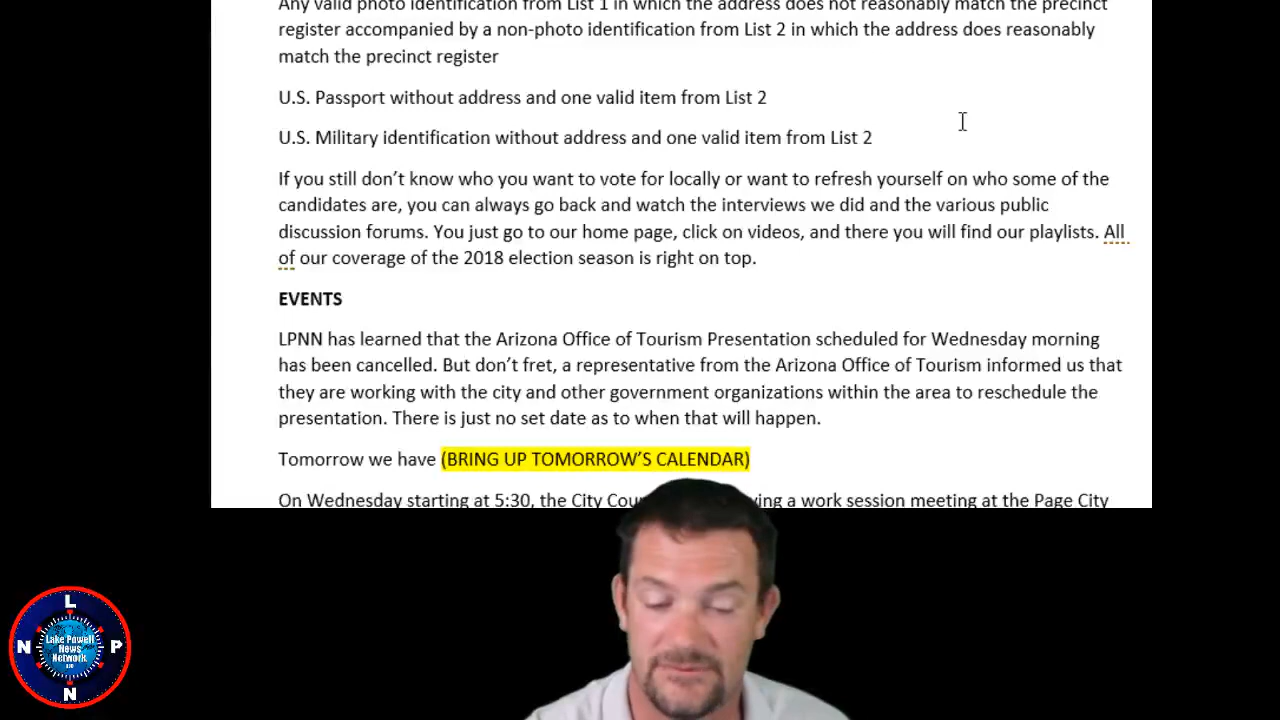 Any valid photo identification from List 1 in which the address does not reasonably match the precinct
register accompanied by a non-photo identification from List 2 in which the address does reasonably
match the precinct register
U.S. Passport without address and one valid item from List 2
U.S. Military identification without address and one valid item from List 2
If you still don’t know who you want to vote for locally or want to refresh yourself on who some of the
candidates are, you can always go back and watch the interviews we did and the various public
discussion forums. You just go to our home page, click on videos, and there you will find our playlists. All
of our coverage of the 2018 election season is right on top.
EVENTS
LPNN has learned that the Arizona Office of Tourism Presentation scheduled for Wednesday morning
has been cancelled. But don’t fret, a representative from the Arizona Office of Tourism informed us that
they are working with the city and other government organizations within the area to reschedule the
presentation. There is just no set date as to when that will happen.
Tomorrow we have (BRING UP TOMORROW’S CALENDAR)
On Wednesday starting at 5:30, the City a work session meeting at the Page City
L
N P
Lake Powell
News
Network
N